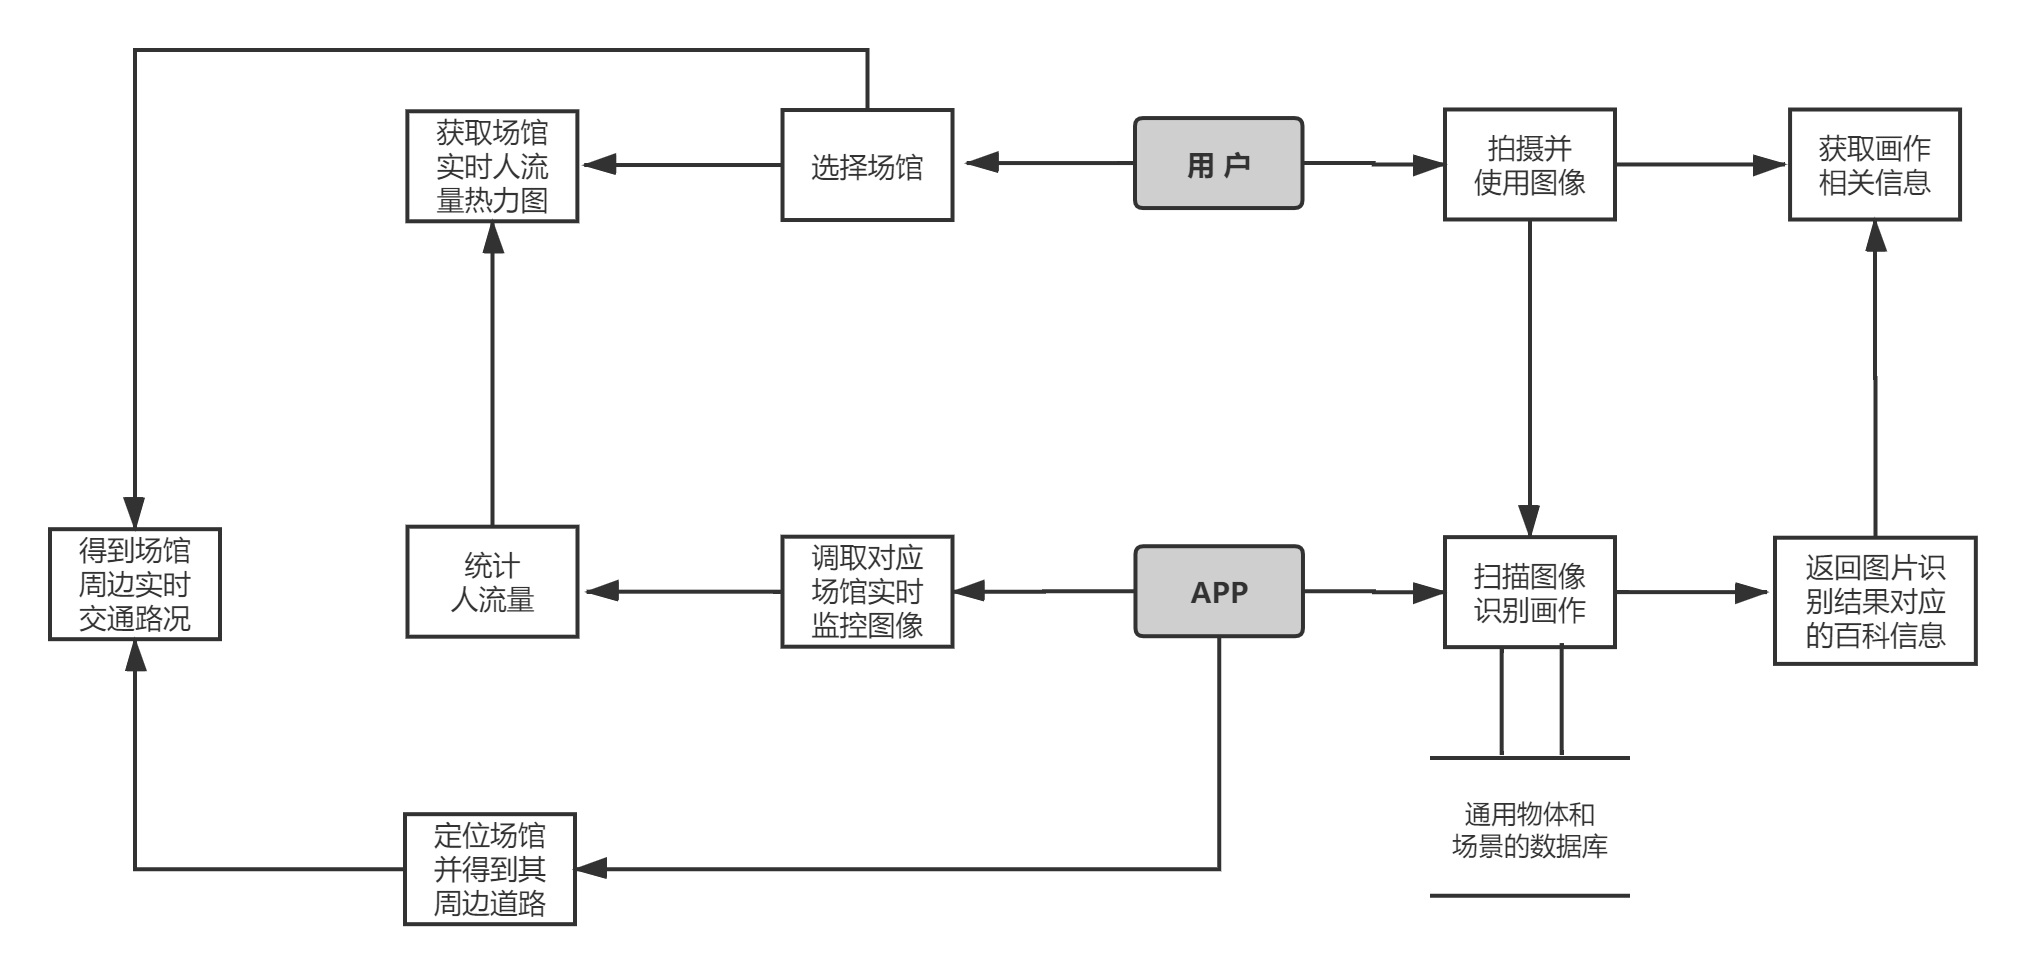 获取场馆
实时人流
量热力图
选择场馆
用 户
拍摄并
使用图像
获取画作
相关信息
得到场馆
周边实时
交通路况
统计
人流量
调取对应
场馆实时
监控图像
APP
扫描图像
识别画作
返回图片识
别结果对应
的百科信息
定位场馆
并得到其
周边道路
通用物体和
场景的数据库